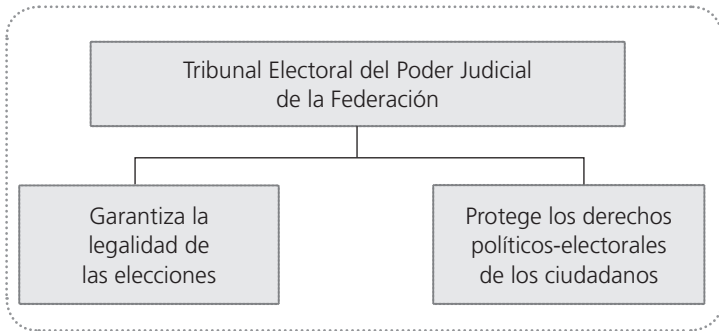 Tribunal Electoral del Poder Judicial
de la Federación
Garantiza la
legalidad de
las elecciones
Protege los derechos
políticos-electorales
de los ciudadanos